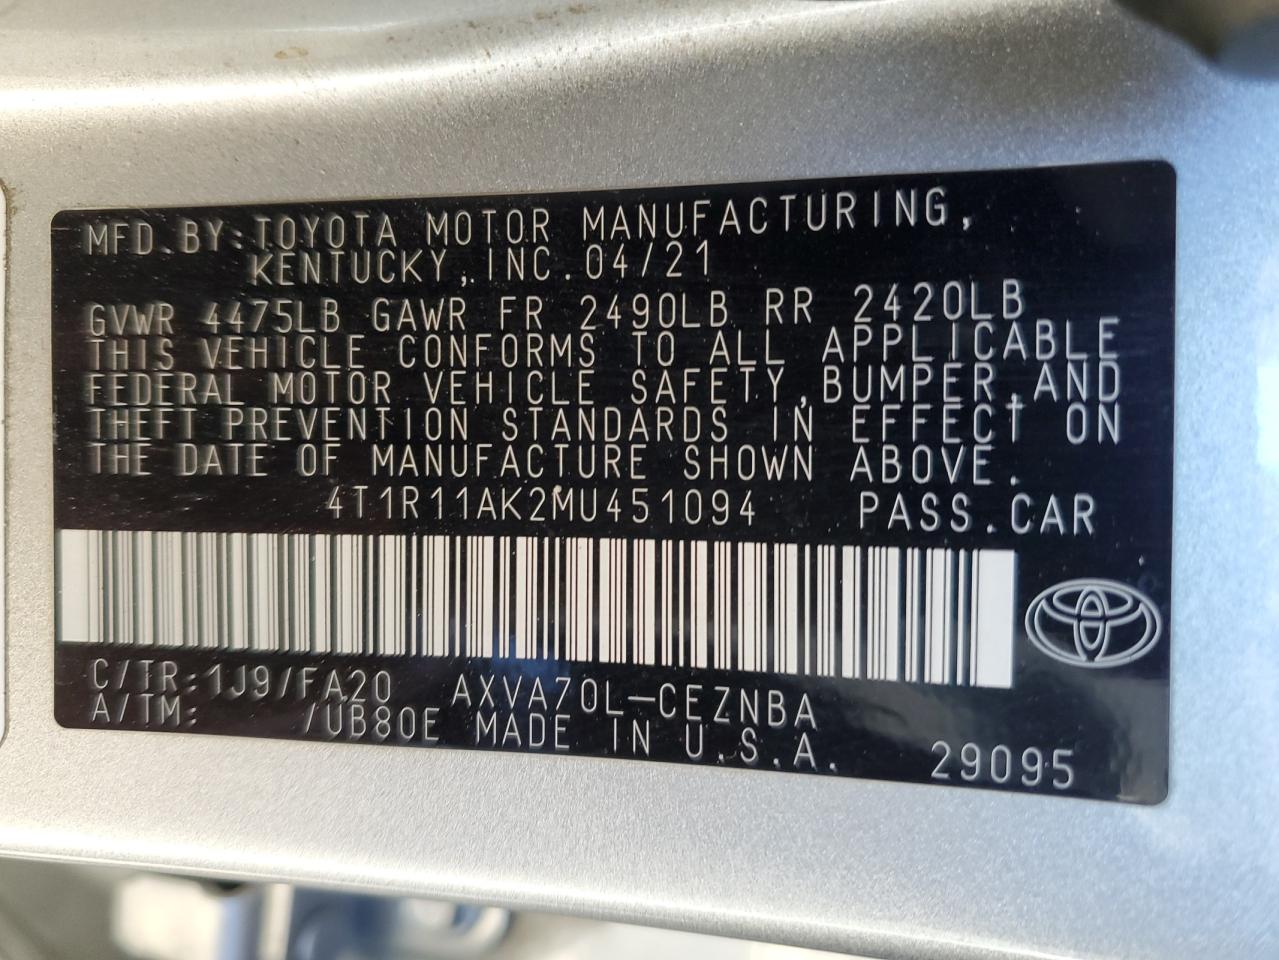 MFD.BY:TOYOTA MOTOR MANUFACTURING,
KENTUCKY, INC. 04/21
GVWR 4475LB GAWR FR 2490LB RR 2420LB
THIS VEHICLE CONFORMS TO ALL APPLICABLE
FEDERAL MOTOR VEHICLE SAFETY,BUMPER,AND
THEFT PREVENTION STANDARDS IN EFFECT ON
THE DATE OF MANUFACTURE SHOWN ABOVE.
4T1R11AK2MU451094 PASS.CAR
C/TR:1J9/FA20 AXVA70L-CEZNBA
A/TM: /UB80E MADE IN U.S.A. 29095